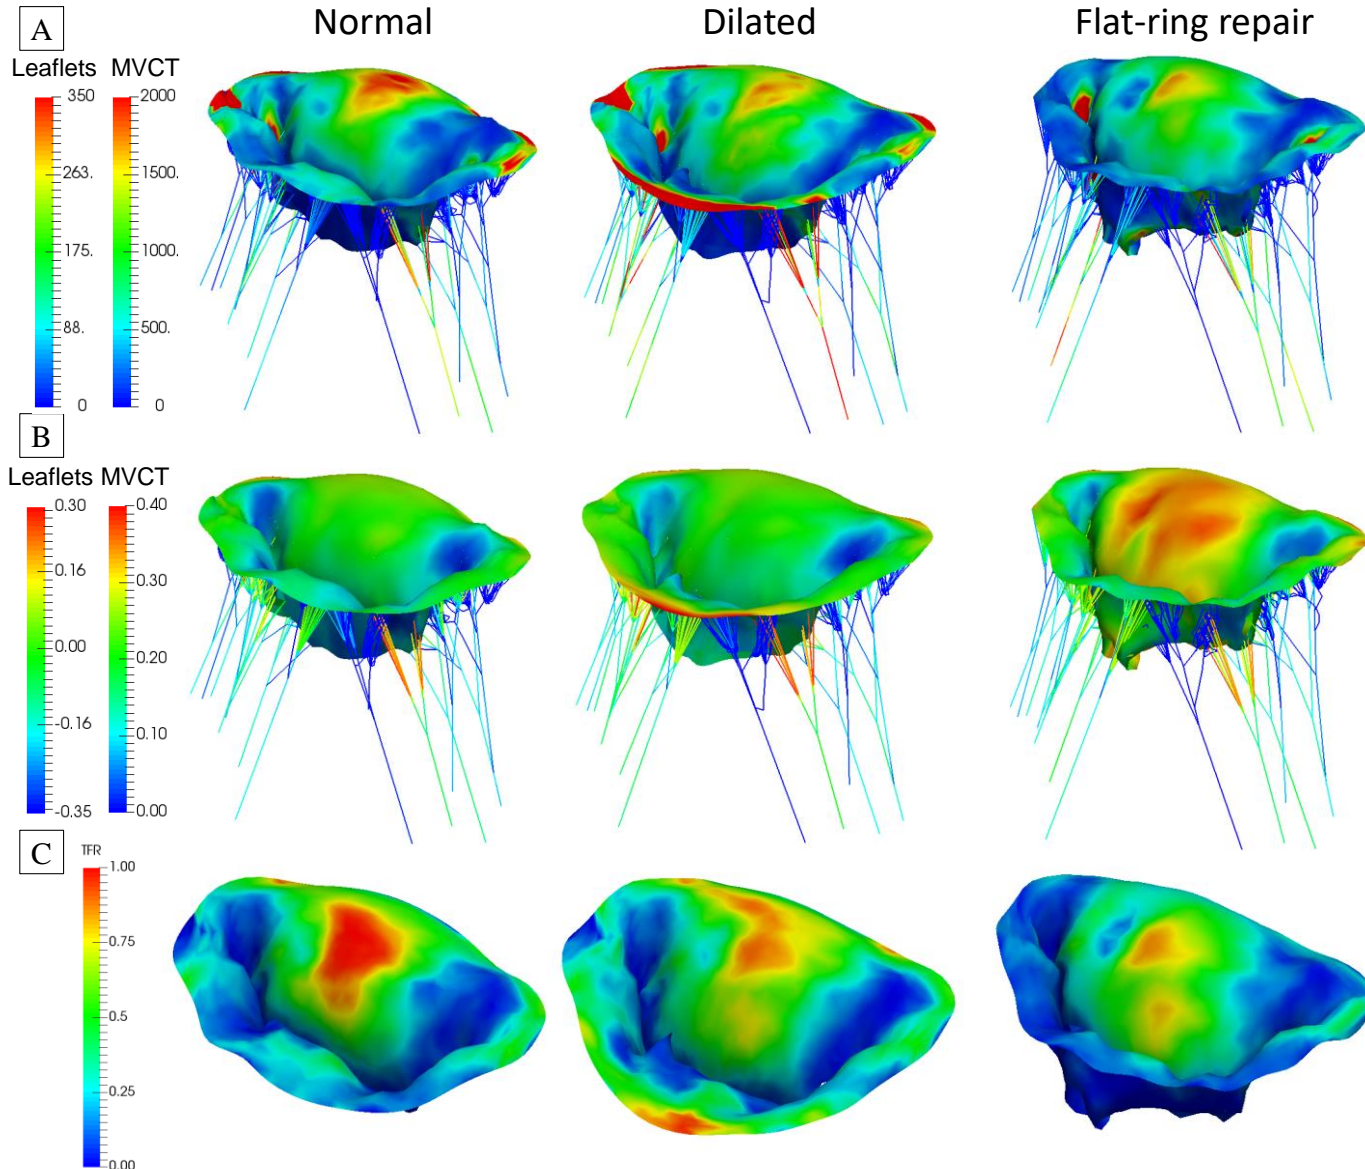 Normal Dilated Flat-ring repair
A
Leaflets MVCT
350 2000
263. 1500.
175 1000
88. 500.
0 0
B
Leaflets MVCT
0.30 0.40
0.16 0.30
0.00 0.20
-0.16 0.10
-0.35 0.00
C
TFR
1.00
0.75
0.5
0.25
0.00